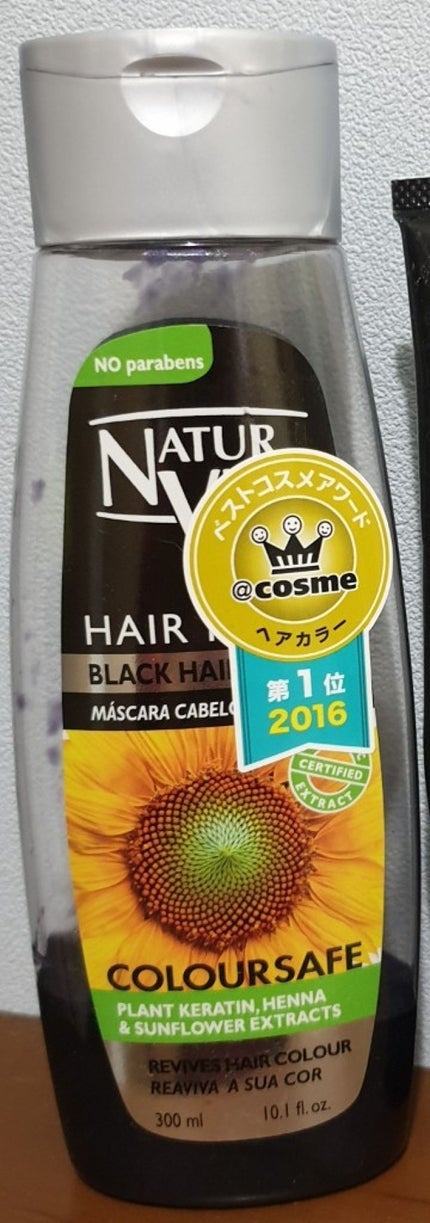 NO parabens
NATUR
ベストコスメアワード
@cosme
ヘアカラー
HAIR
BLACK HAI
第1位
MÁSCARA CABELO
2016
CERTIFIED
EXTRACT
COLOURSAFE
PLANT KERATIN, HENNA
& SUNFLOWER EXTRACTS
REVIVES HAIR COLOUR
REAVIVA A SUA COR
300 ml 10.1 fl. oz.